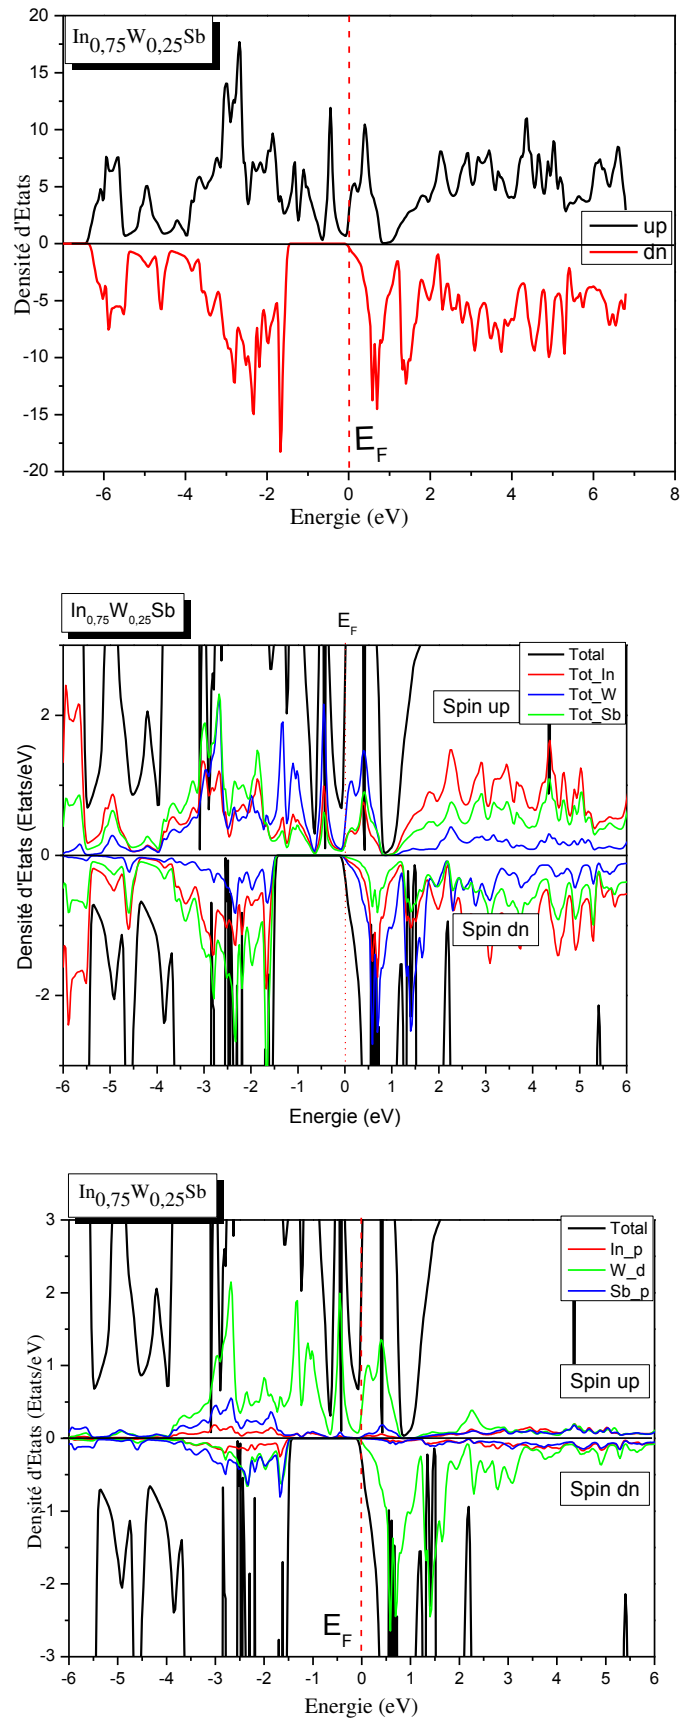 In0,75W0,25Sb
20
15
10
5
0
-5
-10
-15
-20
Densité d'Etats
up
dn
EF
-6
-4
-2
0
2
4
6
8
Energie (eV)
In0,75W0,25Sb
EF
Total
Tot_In
Tot_W
Tot_Sb
Spin up
Spin dn
2
0
-2
Densité d'Etats (Etats/eV)
-6
-5
-4
-3
-2
-1
0
1
2
3
4
5
6
Energie (eV)
In0,75W0,25Sb
Total
In_p
W_d
Sb_p
Spin up
Spin dn
3
2
1
0
-1
-2
-3
Densité d'Etats (Etats/eV)
EF
-6
-5
-4
-3
-2
-1
0
1
2
3
4
5
6
Energie (eV)